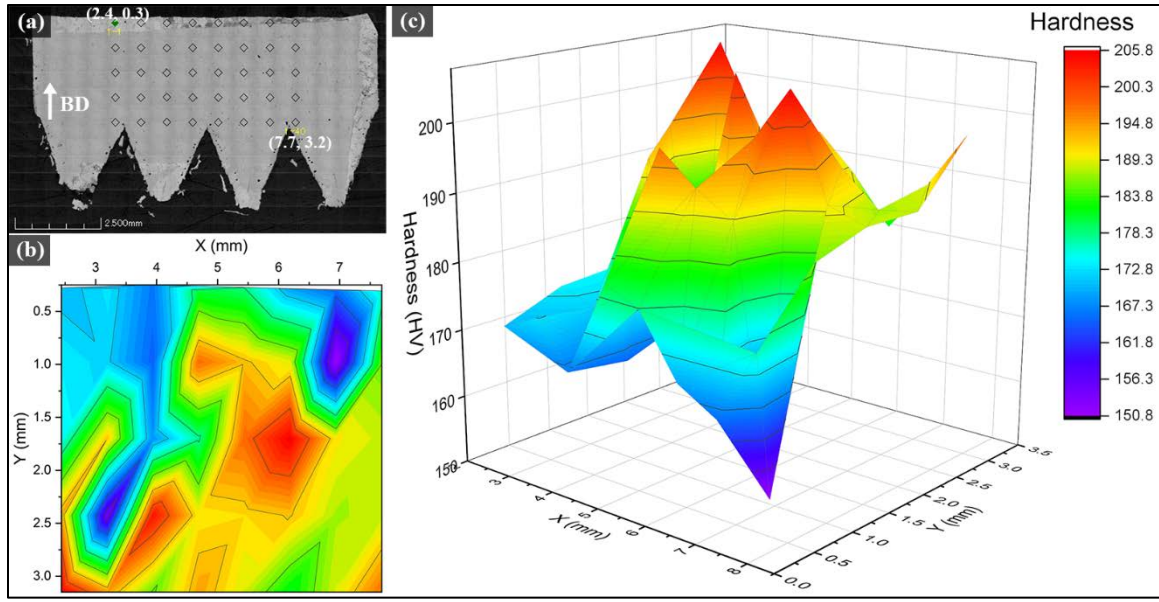 (a)
(2.4, 0.3)
1-1
BD
1-40
(7.7, 3.2)
2.500mm
(b)
X (mm)
3 4 5 6 7
Y (mm)
0.5
1.0
1.5
2.0
2.5
3.0
(c)
Hardness (HV)
200
190
180
170
160
150
X (mm)
3 4 5 6 7 8
Y (mm)
0.0 0.5 1.0 1.5 2.0 2.5 3.0 3.5
Hardness
205.8
200.3
194.8
189.3
183.8
178.3
172.8
167.3
161.8
156.3
150.8